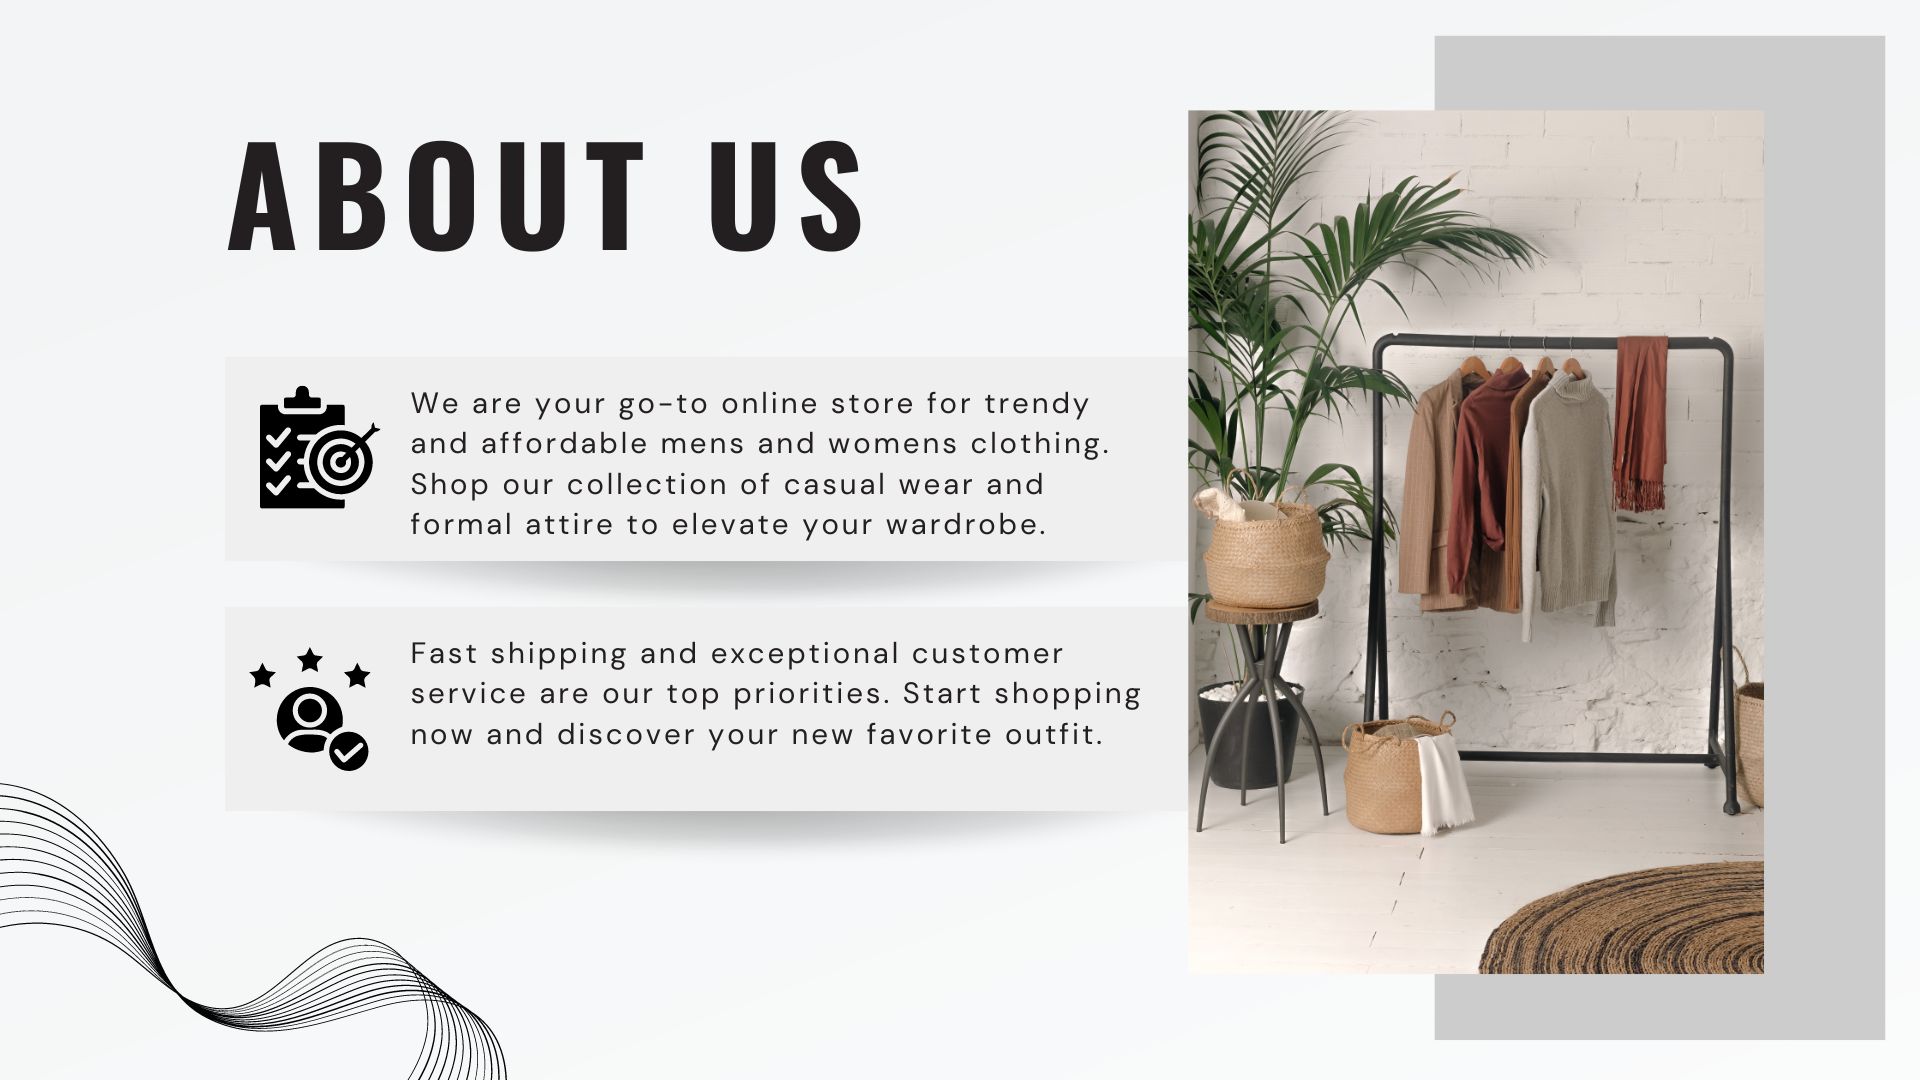 ABOUT US
We are your go-to online store for trendy
and affordable mens and womens clothing.
Shop our collection of casual wear and
formal attire to elevate your wardrobe.
Fast shipping and exceptional customer
service are our top priorities. Start shopping
now and discover your new favorite outfit.